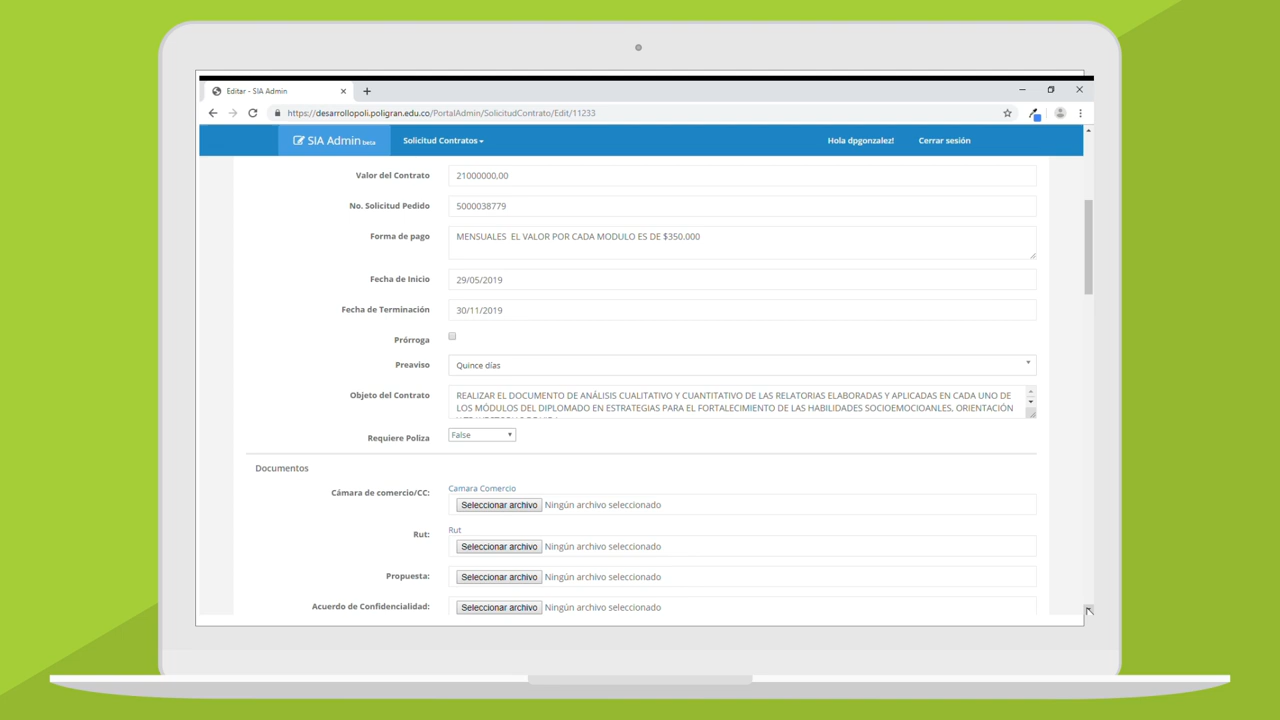 Editar - SIA Admin
https://desarrollopoli.poligran.edu.co/PortalAdmin/SolicitudContrato/Edit/11233
SIA Admin beta Solicitud Contratos Hola dpgonzalez! Cerrar sesión
Valor del Contrato 21000000,00
No. Solicitud Pedido 5000038779
Forma de pago MENSUALES EL VALOR POR CADA MODULO ES DE $350.000
Fecha de Inicio 29/05/2019
Fecha de Terminación 30/11/2019
Prórroga
Preaviso Quince días
Objeto del Contrato REALIZAR EL DOCUMENTO DE ANÁLISIS CUALITATIVO Y CUANTITATIVO DE LAS RELATORIAS ELABORADAS Y APLICADAS EN CADA UNO DE
LOS MÓDULOS DEL DIPLOMADO EN ESTRATEGIAS PARA EL FORTALECIMIENTO DE LAS HABILIDADES SOCIOEMOCIOANLES, ORIENTACIÓN
Requiere Poliza False
Documentos
Cámara de comercio/CC: Camara Comercio
Seleccionar archivo Ningún archivo seleccionado
Rut: Rut
Seleccionar archivo Ningún archivo seleccionado
Propuesta: Seleccionar archivo Ningún archivo seleccionado
Acuerdo de Confidencialidad: Seleccionar archivo Ningún archivo seleccionado